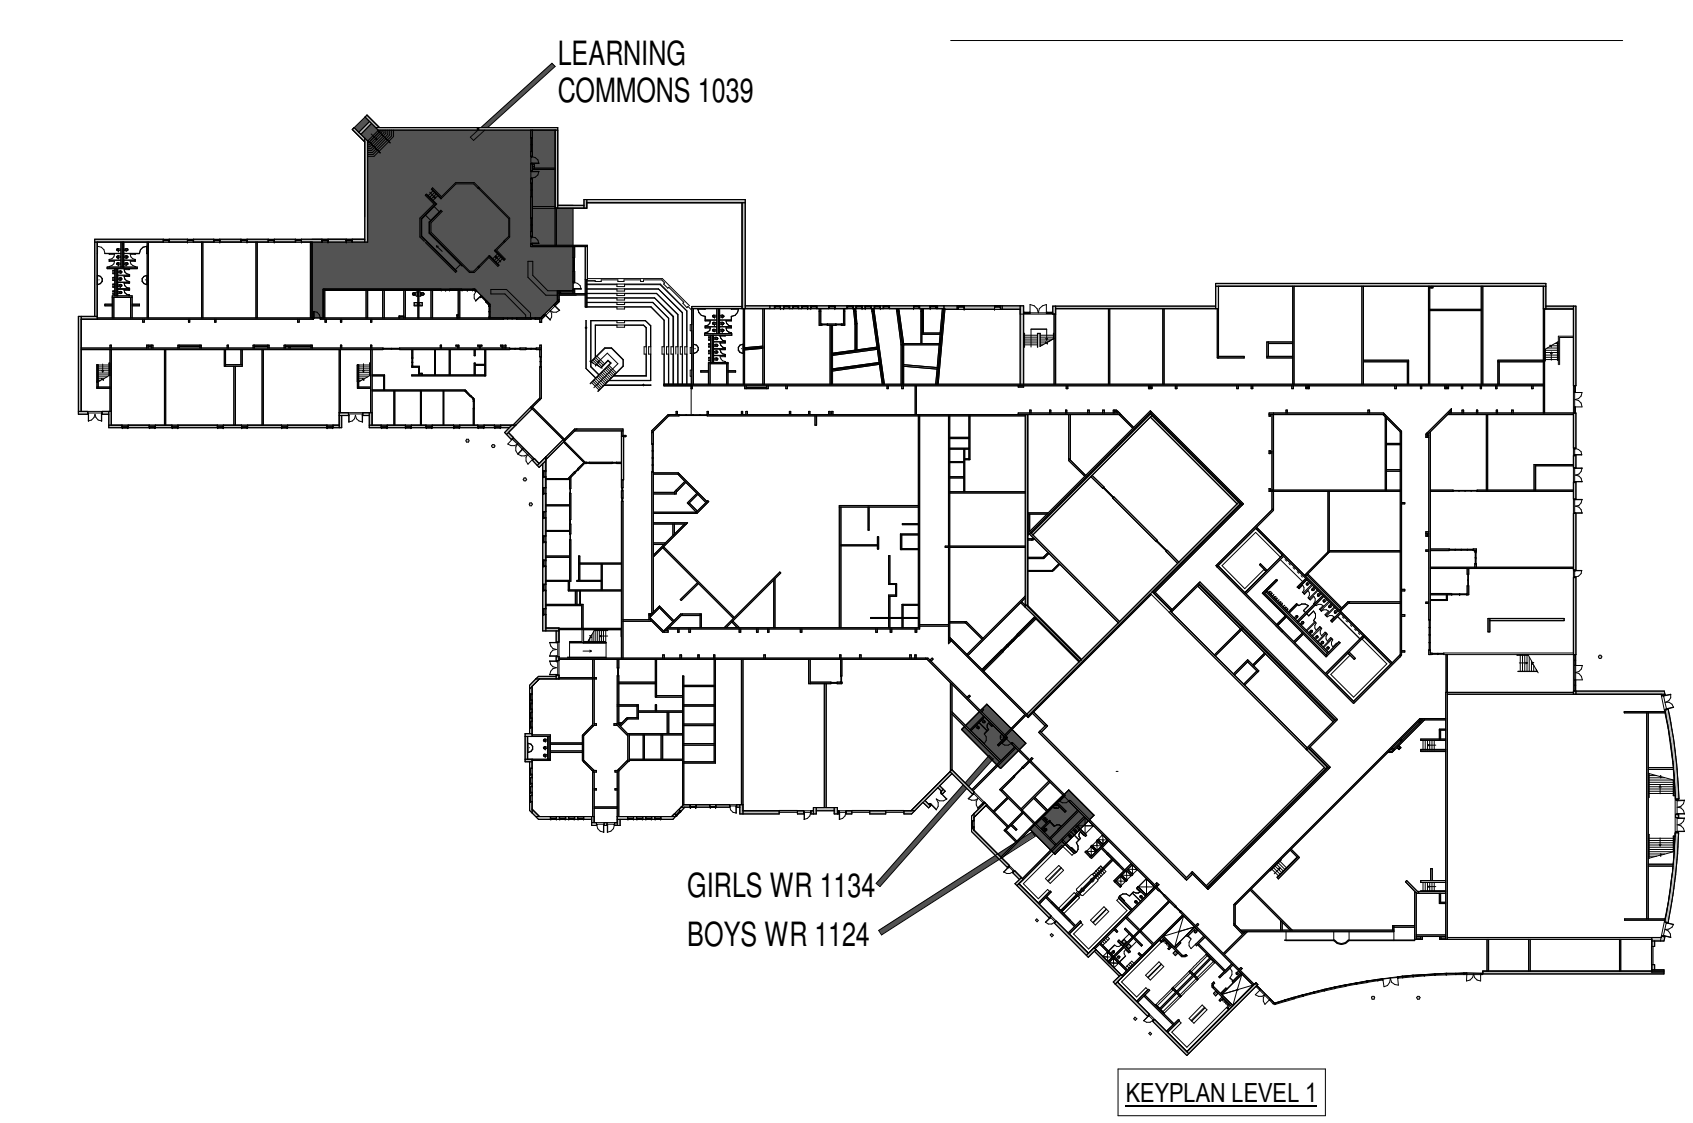 LEARNING
COMMONS 1039
GIRLS WR 1134
BOYS WR 1124
KEYPLAN LEVEL 1